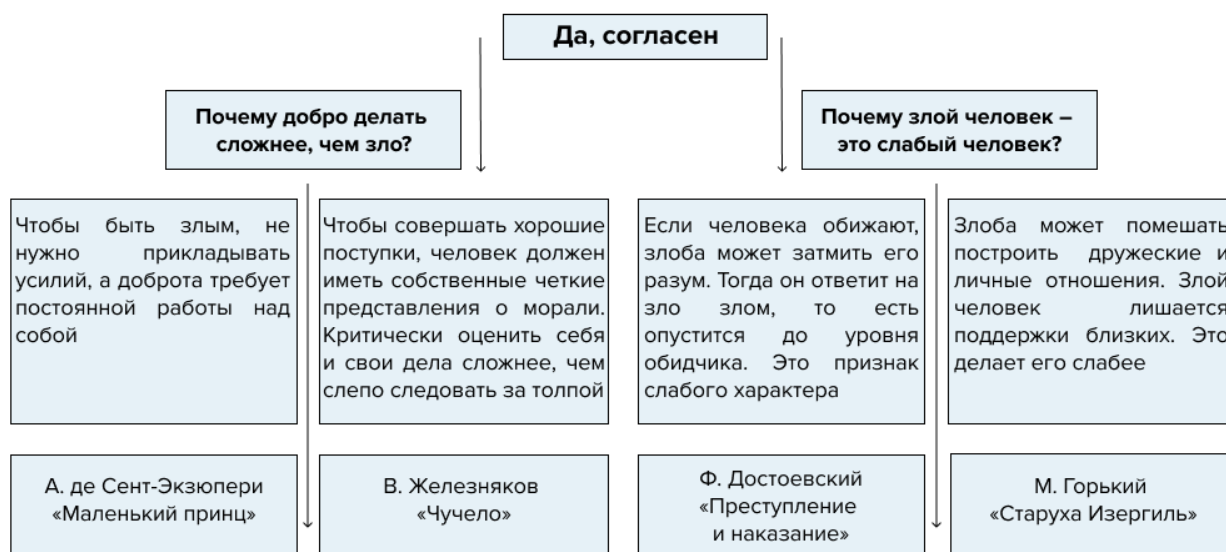 Да, согласен
Почему добро делать
сложнее, чем зло?
Почему злой человек –
это слабый человек?
Чтобы быть злым, не
нужно прикладывать
усилий, а доброта требует
постоянной работы над
собой
Чтобы совершать хорошие
поступки, человек должен
иметь собственные четкие
представления о морали.
Критически оценить себя
и свои дела сложнее, чем
слепо следовать за толпой
Если человека обижают,
злоба может затмить его
разум. Тогда он ответит на
зло злом, то есть
опустится до уровня
обидчика. Это признак
слабого характера
Злоба может помешать
построить дружеские и
личные отношения. Злой
человек лишается
поддержки близких. Это
делает его слабее
А. де Сент-Экзюпери
«Маленький принц»
В. Железняков
«Чучело»
Ф. Достоевский
«Преступление
и наказание»
М. Горький
«Старуха Изергиль»